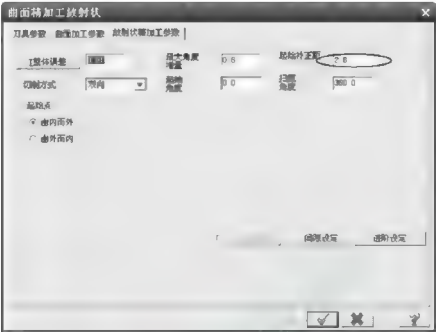 曲面精加工放射状
刀具参数 曲面加工参数 放射状精加工参数
整体误差 最大角度增量 0.6 起始补正距 2.0
切削方式 双向 起始角度 0.0 扫描角度 360.0
起始点
由内而外
由外而内
间隙设定 进阶设定